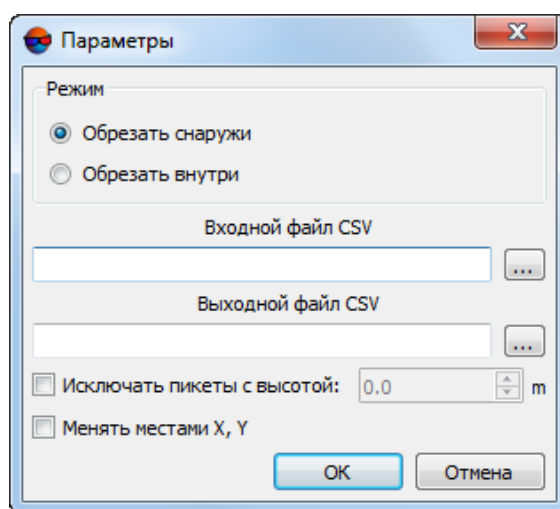 Параметры
Режим
Обрезать снаружи
Обрезать внутри
Входной файл CSV
...
Выходной файл CSV
...
Исключать пикеты с высотой: 0.0 m
Менять местами X, Y
OK Отмена